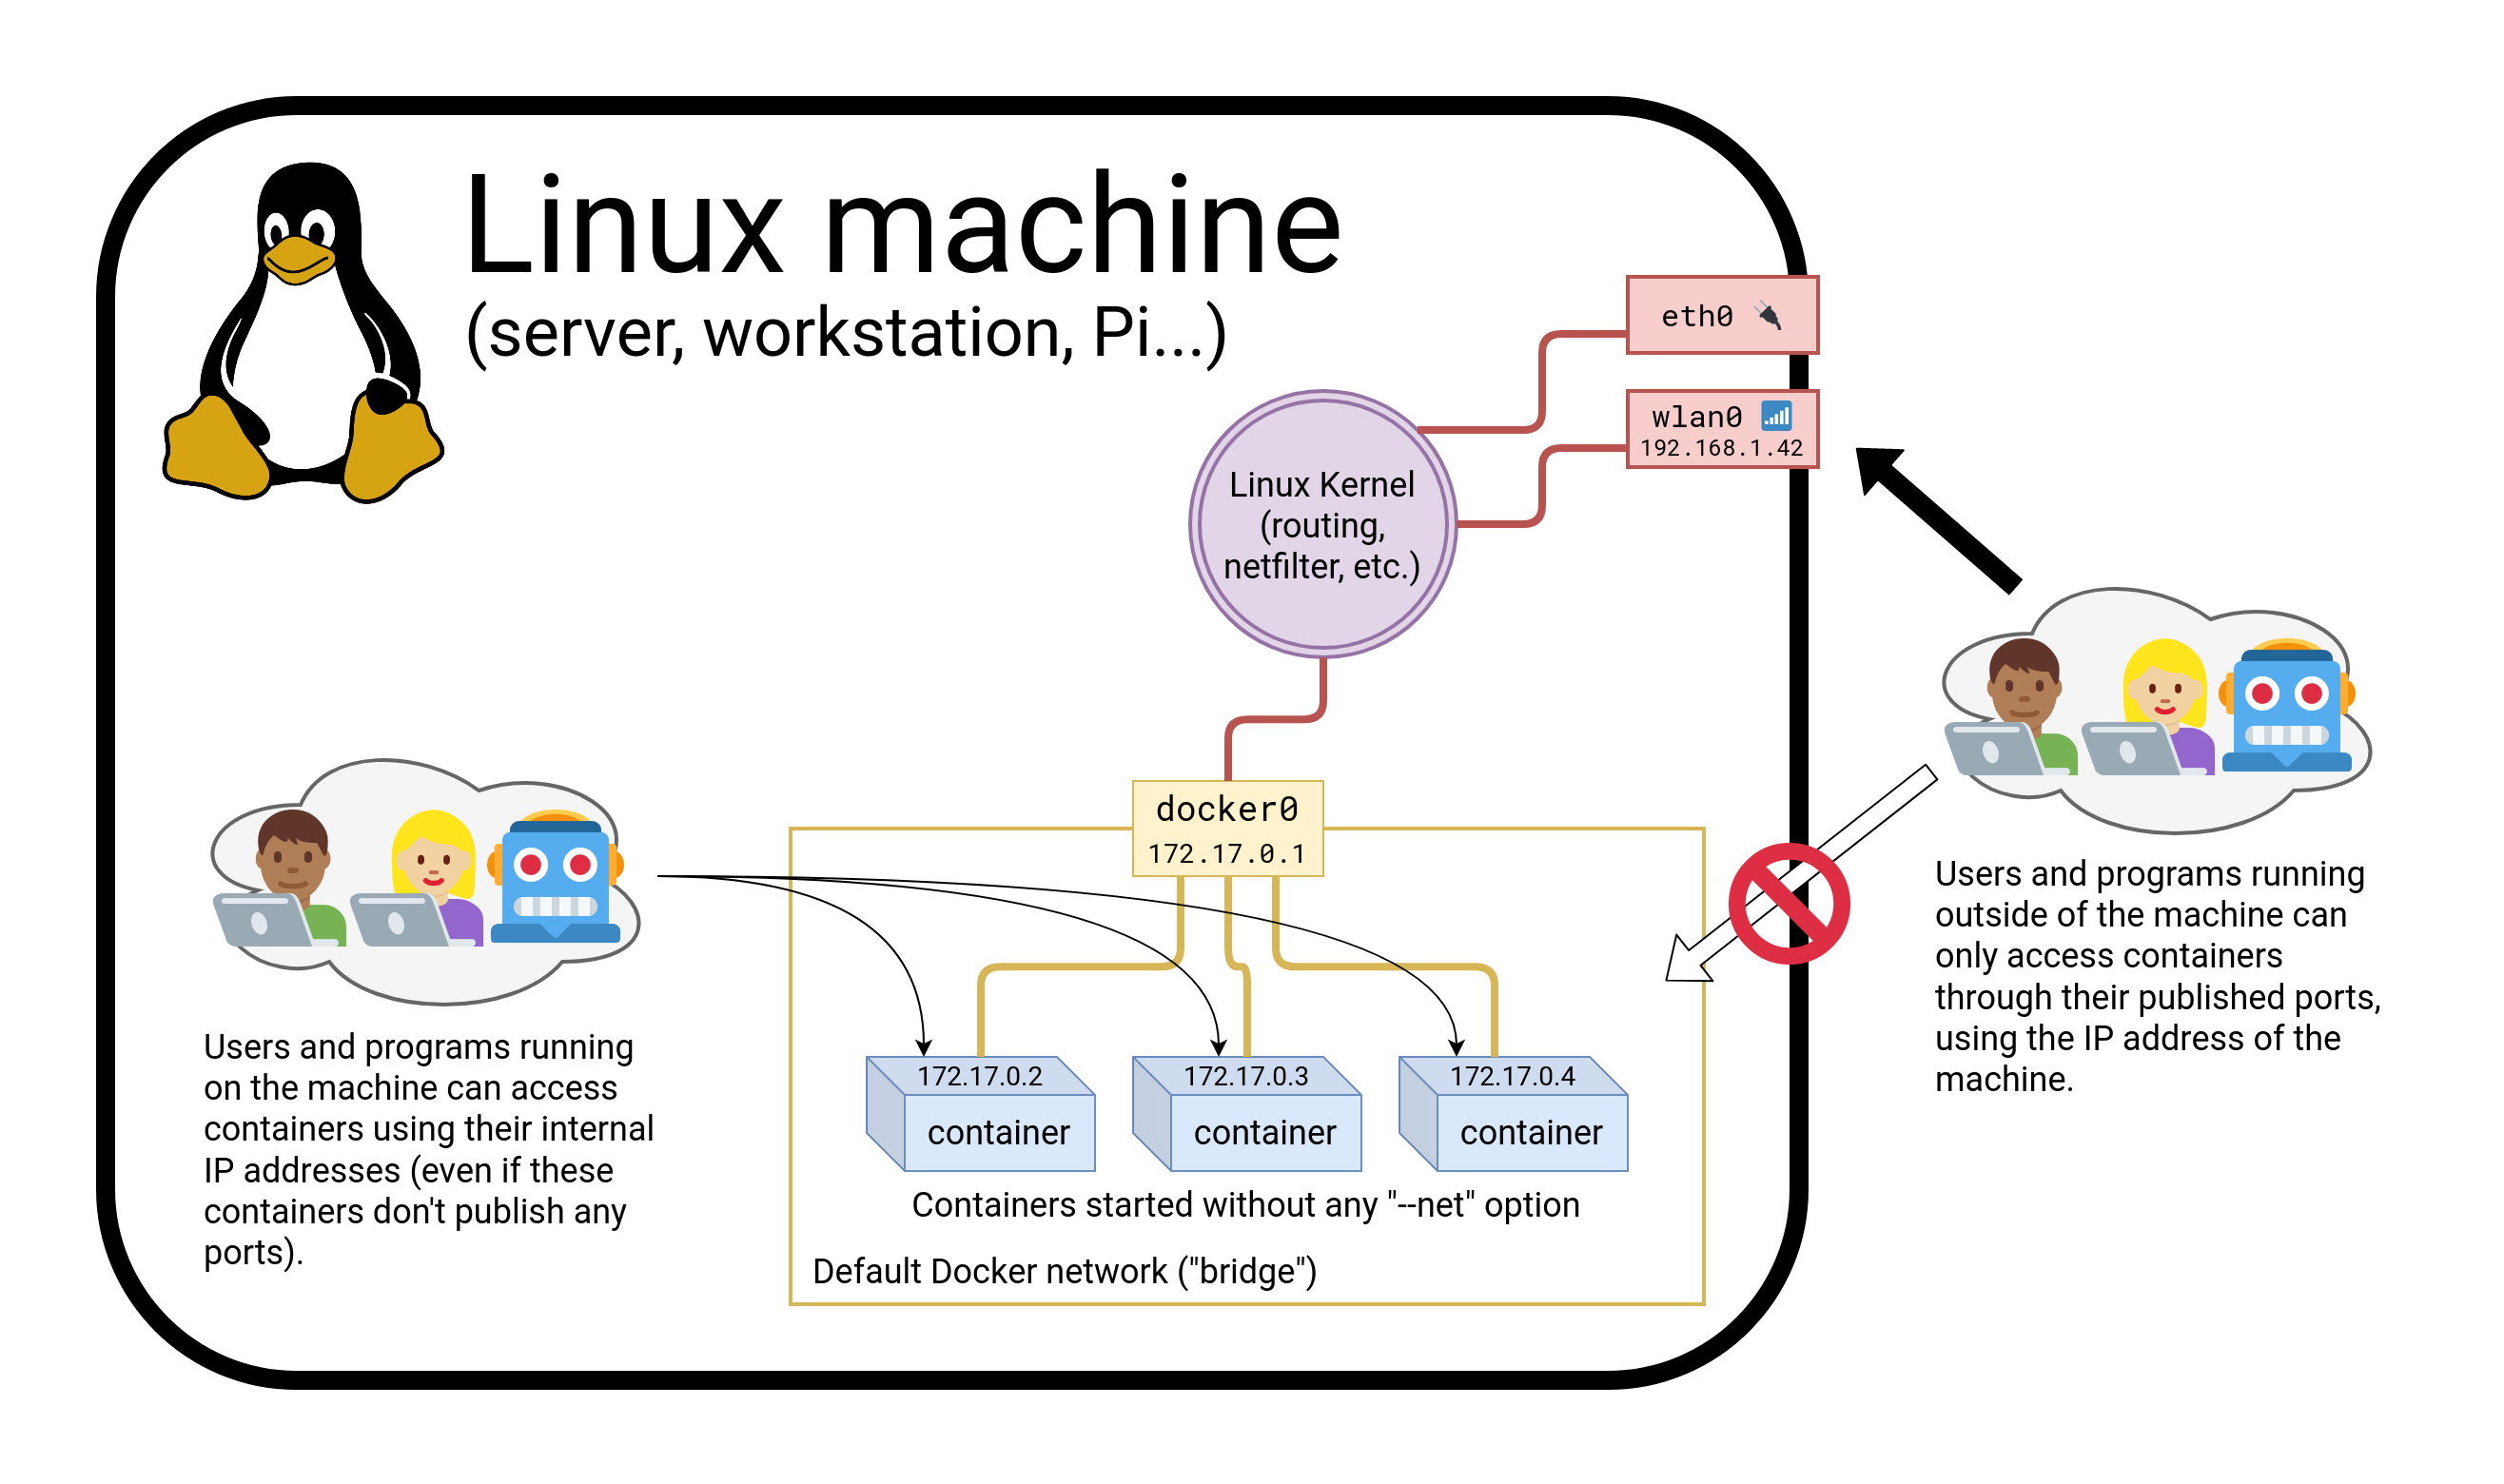 Linux machine
(server, workstation, Pi...)
eth0
wlan0
192.168.1.42
Linux Kernel
(routing,
netfilter, etc.)
docker0
172.17.0.1
Users and programs running
on the machine can access
containers using their internal
IP addresses (even if these
containers don't publish any
ports).
172.17.0.2
container
172.17.0.3
container
172.17.0.4
container
Containers started without any "--net" option
Default Docker network ("bridge")
Users and programs running
outside of the machine can
only access containers
through their published ports,
using the IP address of the
machine.